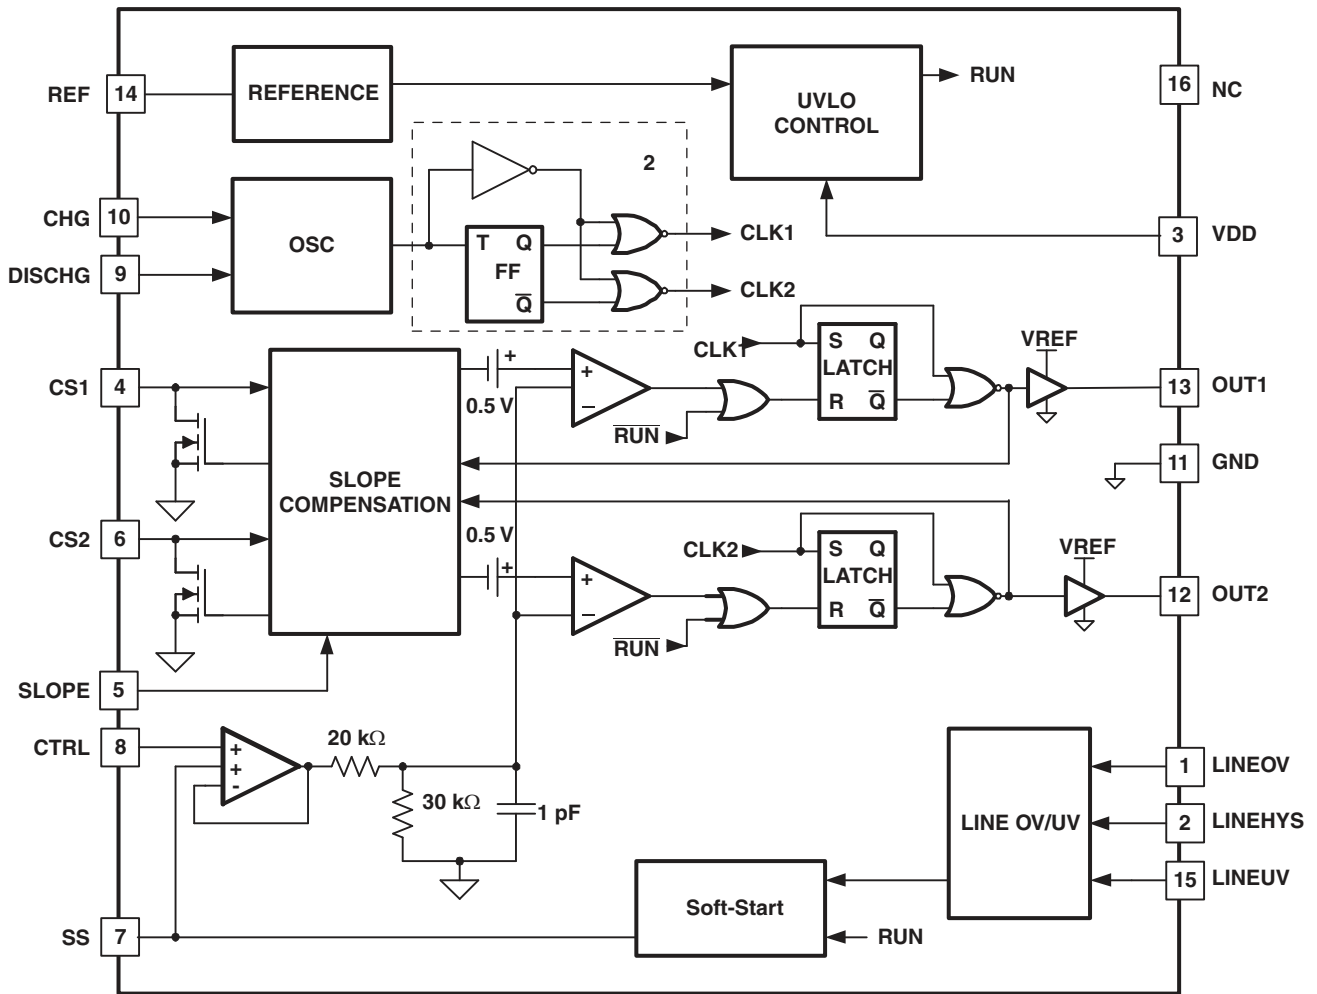 REF 14 REFERENCE
UVLO
CONTROL
RUN
16 NC
2
CHG 10
OSC
DISCHG 9
T Q
FF
Q̅
CLK1
CLK2
3 VDD
CS1 4
0.5 V
+
−
CLK1
S Q
LATCH
R Q̅
R̅U̅N̅
VREF
13 OUT1
11 GND
SLOPE
COMPENSATION
CS2 6
0.5 V
+
+
+
−
CLK2
S Q
LATCH
R Q̅
R̅U̅N̅
VREF
12 OUT2
SLOPE 5
CTRL 8
+
+
-
20 kΩ
30 kΩ
1 pF
LINE OV/UV
1 LINEOV
2 LINEHYS
15 LINEUV
SS 7
Soft-Start
RUN